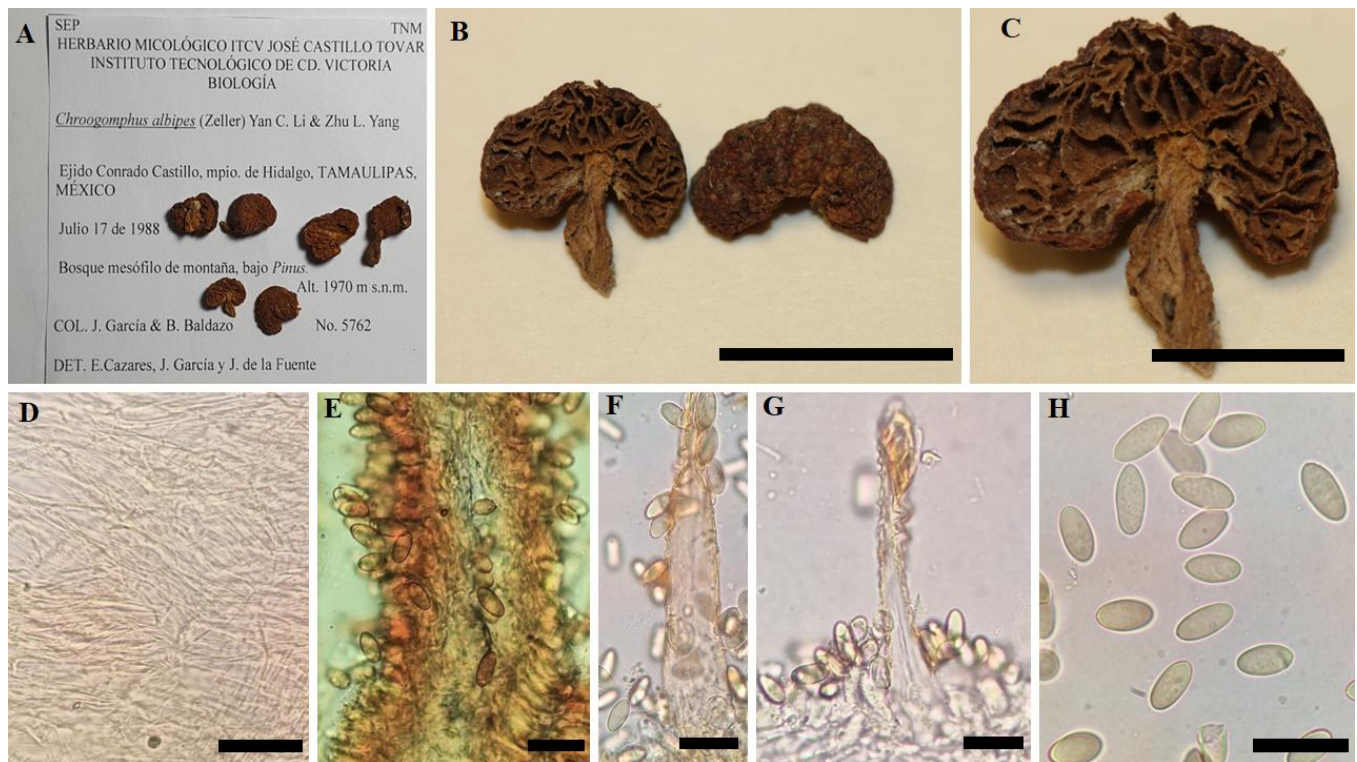 A
SEP TNM
HERBARIO MICOLÓGICO ITCV JOSÉ CASTILLO TOVAR
INSTITUTO TECNOLÓGICO DE CD. VICTORIA
BIOLOGÍA
Chroogomphus albipes (Zeller) Yan C. Li & Zhu L. Yang
Ejido Conrado Castillo, mpio. de Hidalgo, TAMAULIPAS,
MÉXICO
Julio 17 de 1988
Bosque mesófilo de montaña, bajo Pinus.
Alt. 1970 m s.n.m.
COL. J. García & B. Baldazo No. 5762
DET. E.Cazares, J. García y J. de la Fuente
B
C
D
E
F
G
H